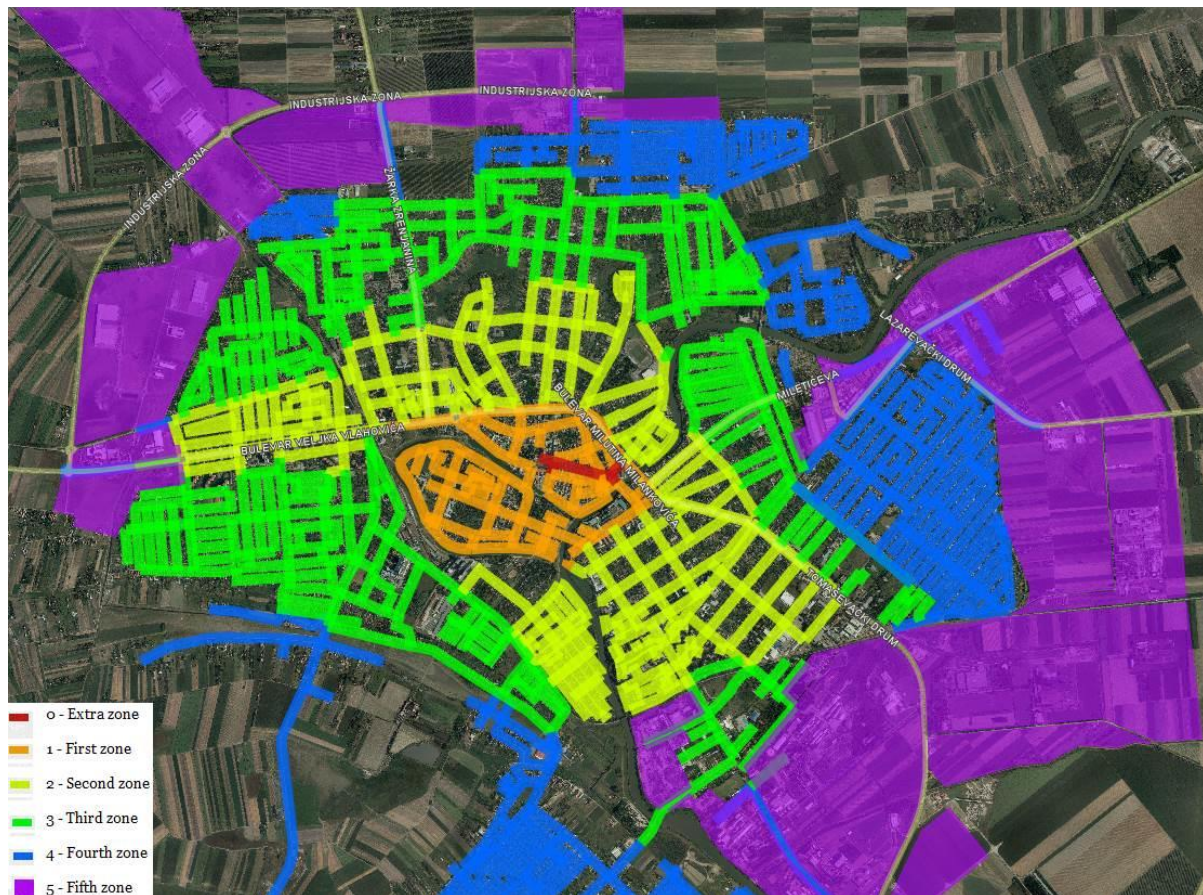 INDUSTRIJSKA ZONA
INDUSTRIJSKA ZONA
INDUSTRIJSKA ZONA
ŽARKA ZRENJANINA
LAZAREVAČKI DRUM
MILETIĆEVA
BULEVAR VELJKA VLAHOVIĆA
BULEVAR MILUTINA MILANKOVIĆA
TOMAŠEVAČKI DRUM
0 - Extra zone
1 - First zone
2 - Second zone
3 - Third zone
4 - Fourth zone
5 - Fifth zone